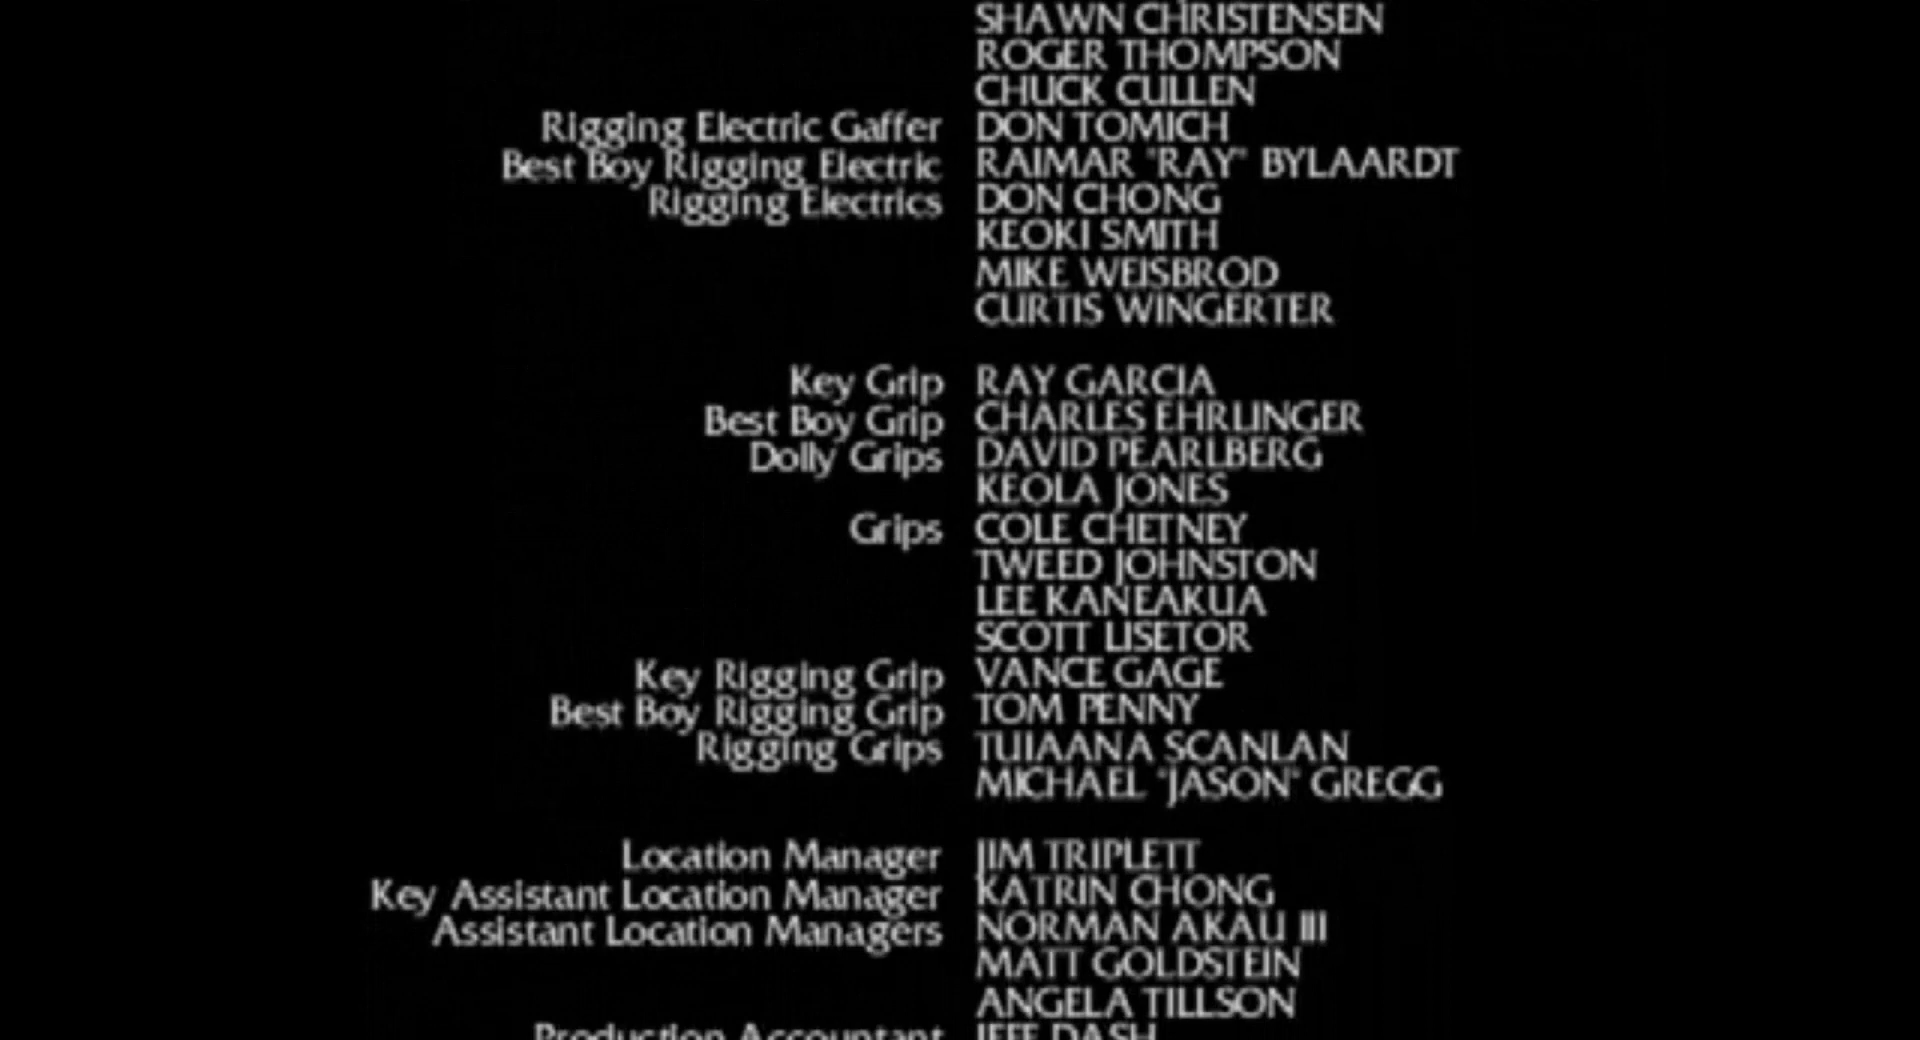 SHAWN CHRISTENSEN
ROGER THOMPSON
CHUCK CULLEN
Rigging Electric Gaffer DON TOMICH
Best Boy Rigging Electric RAIMAR "RAY" BYLAARDT
Rigging Electrics DON CHONG
KEOKI SMITH
MIKE WEISBROD
CURTIS WINGERTER
Key Grip RAY GARCIA
Best Boy Grip CHARLES EHRLINGER
Dolly Grips DAVID PEARLBERG
KEOLA JONES
Grips COLE CHETNEY
TWEED JOHNSTON
LEE KANEAKUA
SCOTT LISETOR
Key Rigging Grip VANCE GAGE
Best Boy Rigging Grip TOM PENNY
Rigging Grips TUIAANA SCANLAN
MICHAEL "JASON" GREGG
Location Manager JIM TRIPLETT
Key Assistant Location Manager KATRIN CHONG
Assistant Location Managers NORMAN AKAU III
MATT GOLDSTEIN
ANGELA TILLSON
Production Accountant JEFF DASH